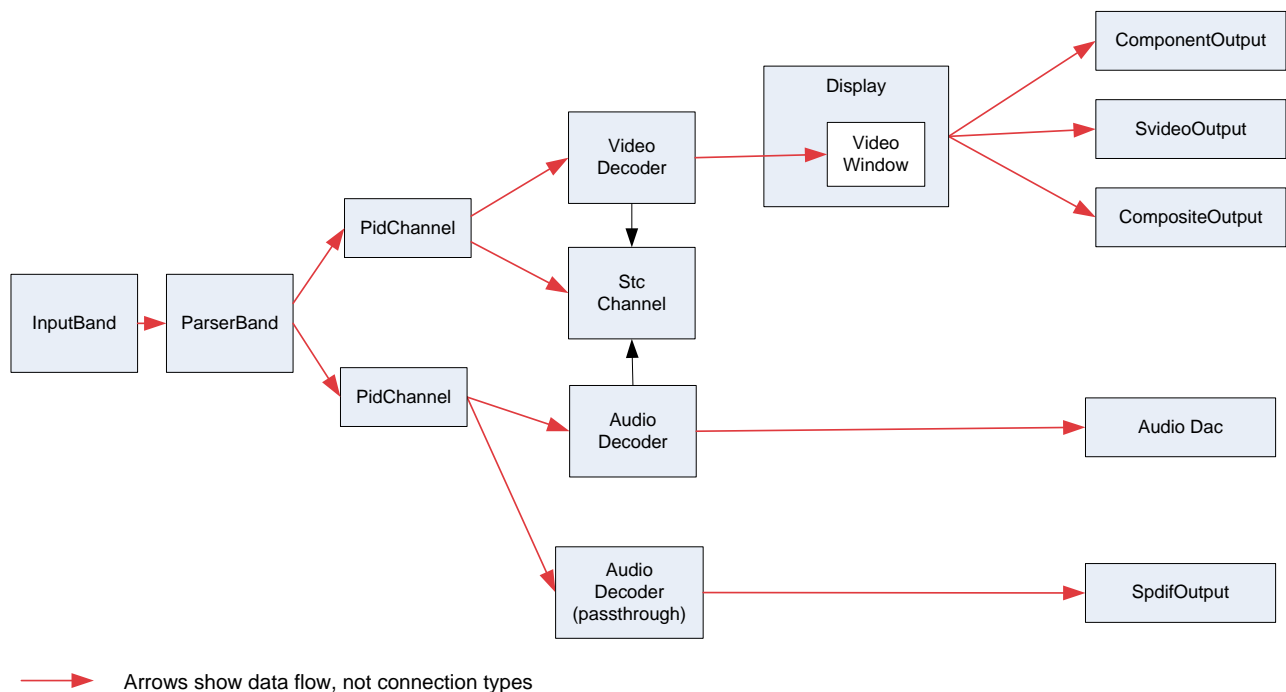 ComponentOutput
Display
SvideoOutput
Video
Decoder
Video
Window
CompositeOutput
PidChannel
Stc
Channel
InputBand
ParserBand
PidChannel
Audio
Decoder
Audio Dac
Audio
Decoder
(passthrough)
SpdifOutput
Arrows show data flow, not connection types